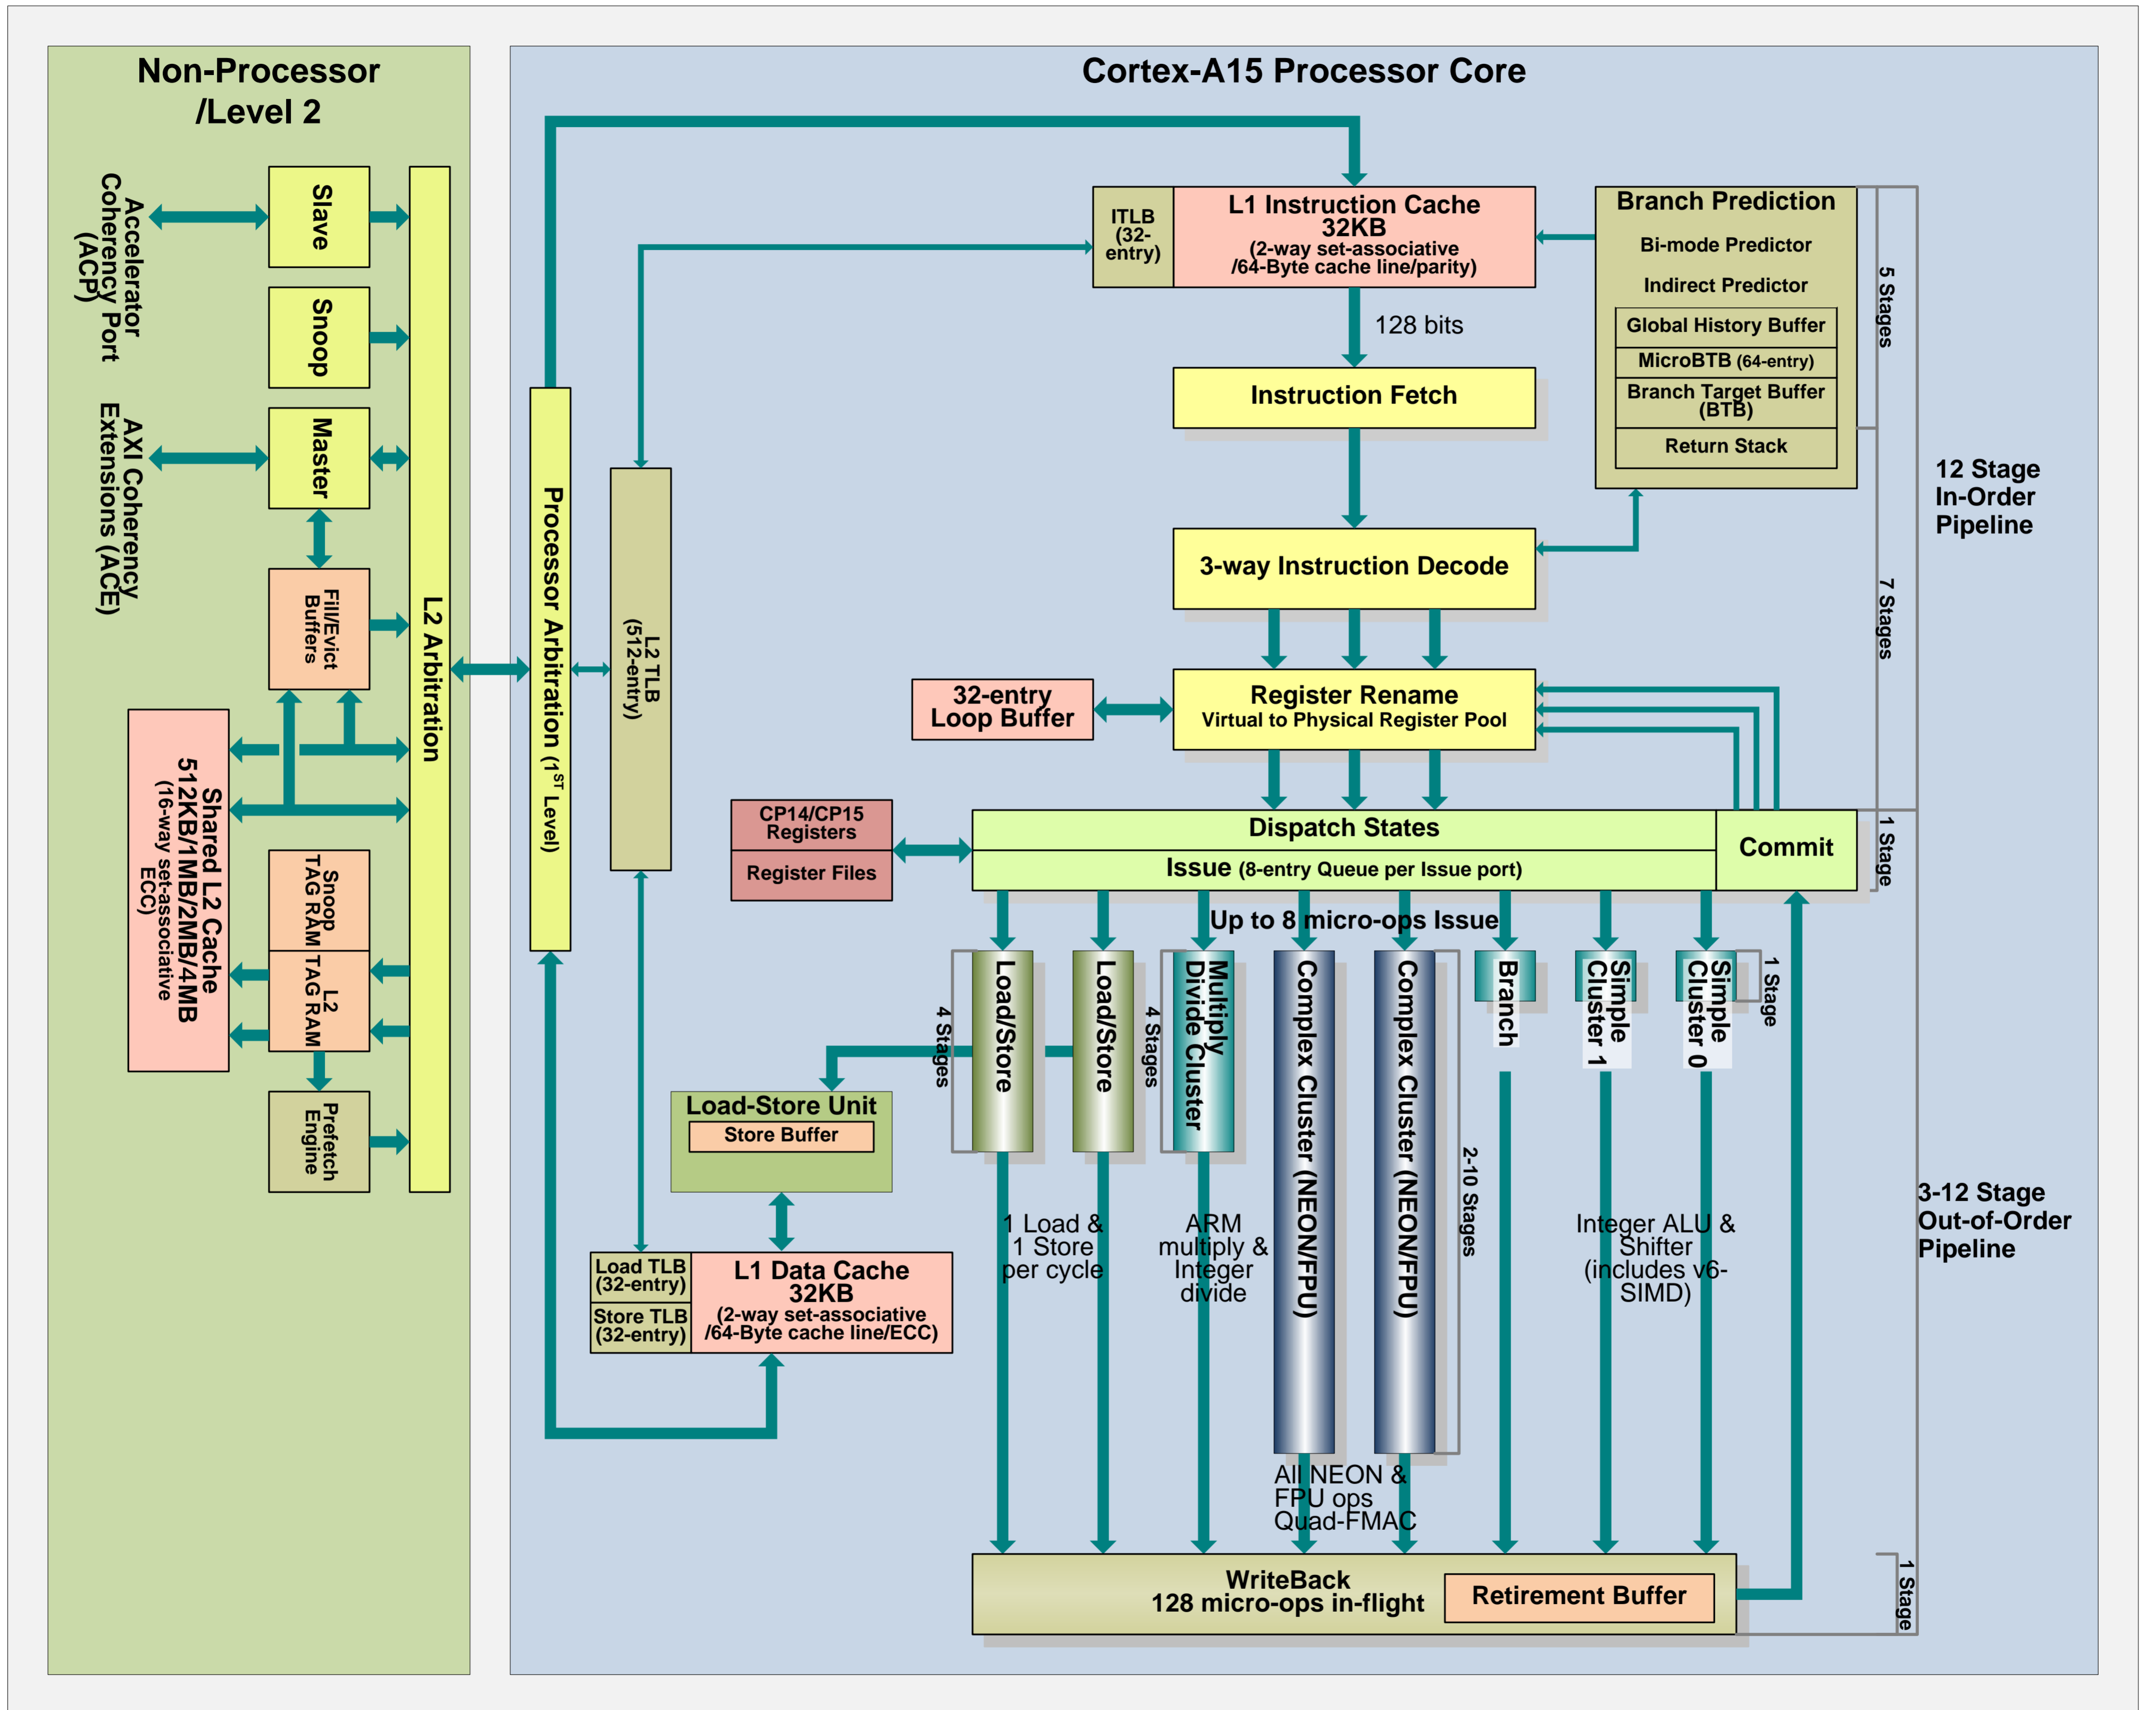 Non-Processor
/Level 2
Accelerator
Coherency Port
(ACP)
AXI Coherency
Extensions (ACE)
Slave
Snoop
Master
Fill/Evict
Buffers
Shared L2 Cache
512KB/1MB/2MB/4MB
(16-way set-associative
ECC)
Snoop
TAG RAM
L2
TAG RAM
Prefetch
Engine
L2 Arbitration
Cortex-A15 Processor Core
Processor Arbitration (1ST Level)
L2 TLB
(512-entry)
ITLB
(32-
entry)
L1 Instruction Cache
32KB
(2-way set-associative
/64-Byte cache line/parity)
128 bits
Branch Prediction
Bi-mode Predictor
Indirect Predictor
Global History Buffer
MicroBTB (64-entry)
Branch Target Buffer
(BTB)
Return Stack
5 Stages
Instruction Fetch
12 Stage
In-Order
Pipeline
3-way Instruction Decode
7 Stages
32-entry
Loop Buffer
Register Rename
Virtual to Physical Register Pool
CP14/CP15
Registers
Register Files
Dispatch States
Issue (8-entry Queue per Issue port)
Commit
1 Stage
Up to 8 micro-ops Issue
4 Stages
Load/Store
Load/Store
4 Stages
Multiply
Divide Cluster
Complex Cluster (NEON/FPU)
Complex Cluster (NEON/FPU)
2-10 Stages
Branch
Simple
Cluster 1
Simple
Cluster 0
1 Stage
Load-Store Unit
Store Buffer
Load TLB
(32-entry)
Store TLB
(32-entry)
L1 Data Cache
32KB
(2-way set-associative
/64-Byte cache line/ECC)
1 Load &
1 Store
per cycle
ARM
multiply &
Integer
divide
Integer ALU &
Shifter
(includes v6-
SIMD)
3-12 Stage
Out-of-Order
Pipeline
All NEON &
FPU ops
Quad-FMAC
WriteBack
128 micro-ops in-flight
Retirement Buffer
1 Stage